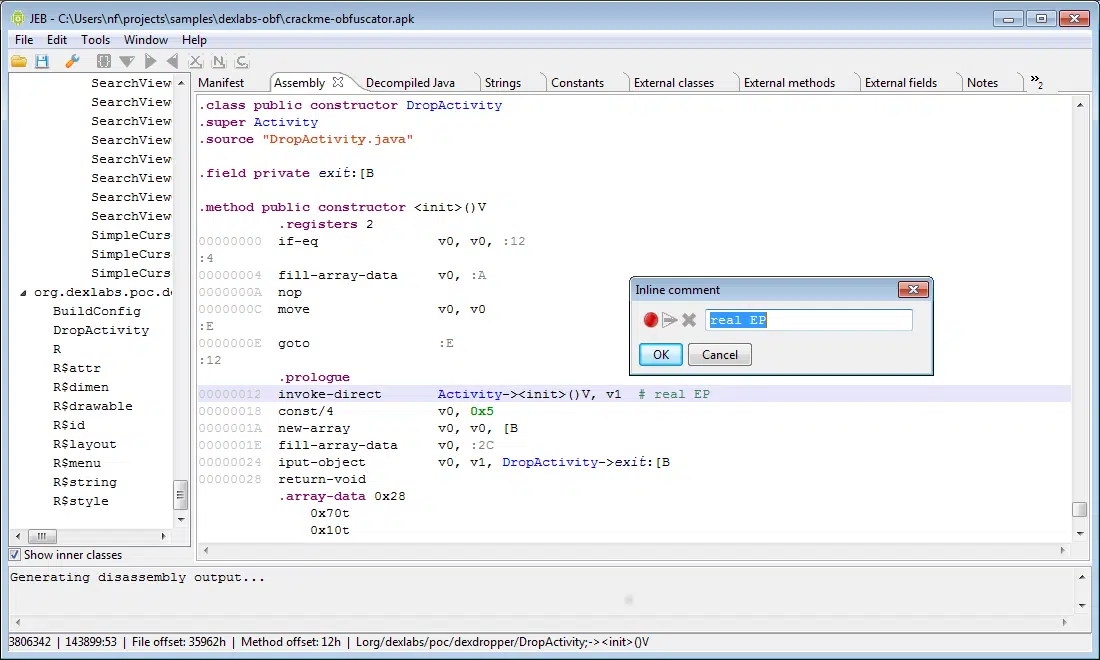 JEB - C:\Users\nf\projects\samples\dexlabs-obf\crackme-obfuscator.apk
File Edit Tools Window Help
Manifest Assembly Decompiled Java Strings Constants External classes External methods External fields Notes »2
SearchView
SearchView
SearchView
SearchView
SearchView
SearchView
SearchView
SearchView
SimpleCurs
SimpleCurs
SimpleCurs
org.dexlabs.poc.de
BuildConfig
DropActivity
R
R$attr
R$dimen
R$drawable
R$id
R$layout
R$menu
R$string
R$style
Show inner classes
.class public constructor DropActivity
.super Activity
.source "DropActivity.java"
.field private exit:[B
.method public constructor <init>()V
.registers 2
00000000 if-eq v0, v0, :12
:4
00000004 fill-array-data v0, :A
0000000A nop
0000000C move v0, v0
:E
0000000E goto :E
:12
.prologue
00000012 invoke-direct Activity-><init>()V, v1 # real EP
00000018 const/4 v0, 0x5
0000001A new-array v0, v0, [B
0000001E fill-array-data v0, :2C
00000024 iput-object v0, v1, DropActivity->exit:[B
00000028 return-void
.array-data 0x28
0x70t
0x10t
Inline comment
real EP
OK Cancel
Generating disassembly output...
3806342 | 143899:53 | File offset: 35962h | Method offset: 12h | Lorg/dexlabs/poc/dexdropper/DropActivity;-><init>()V